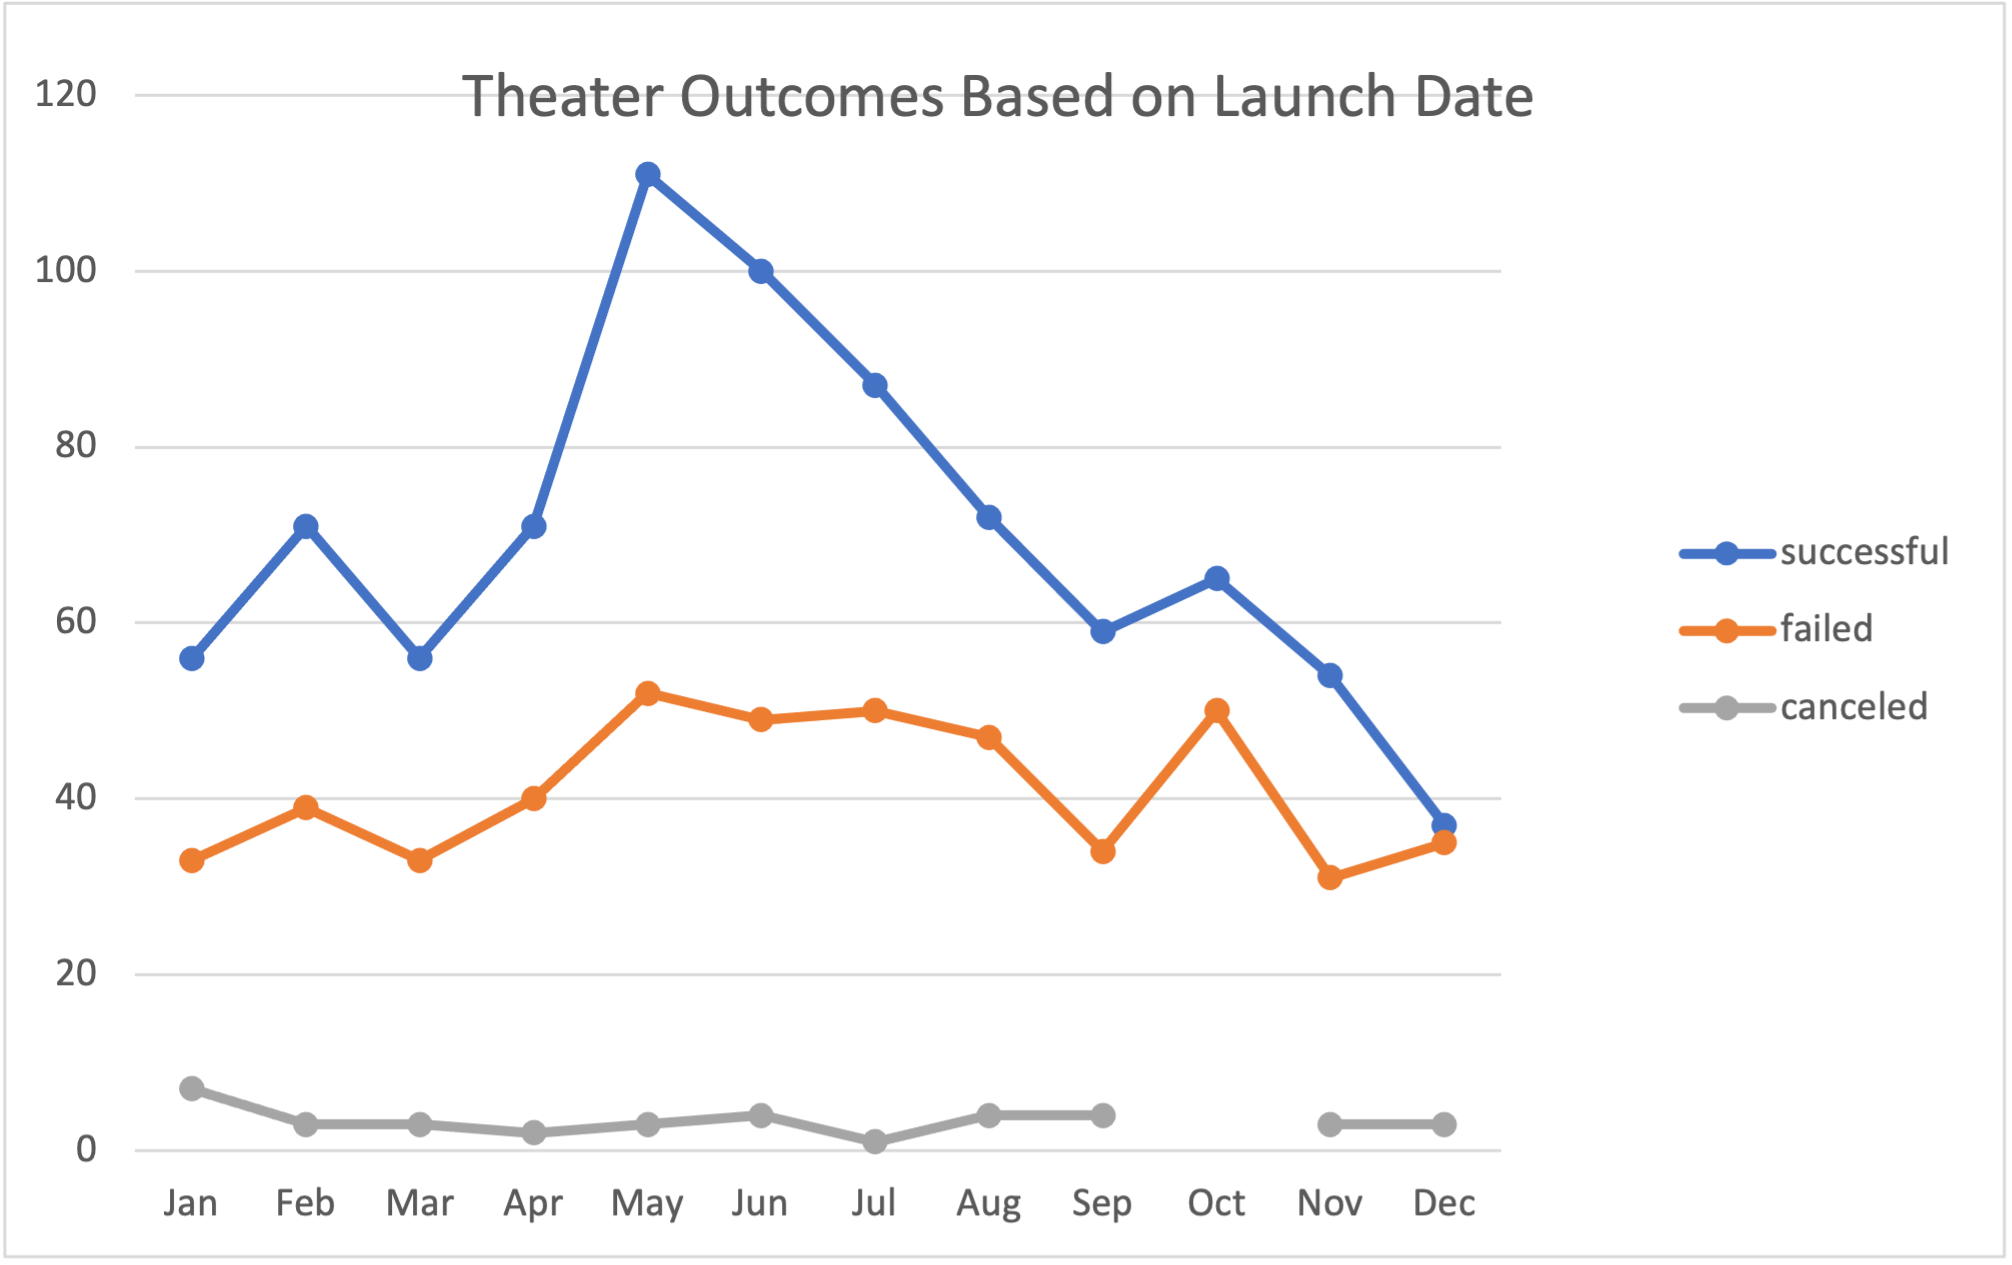 Theater Outcomes Based on Launch Date
120
100
80
60
40
20
0
Jan Feb Mar Apr May Jun Jul Aug Sep Oct Nov Dec
successful
failed
canceled